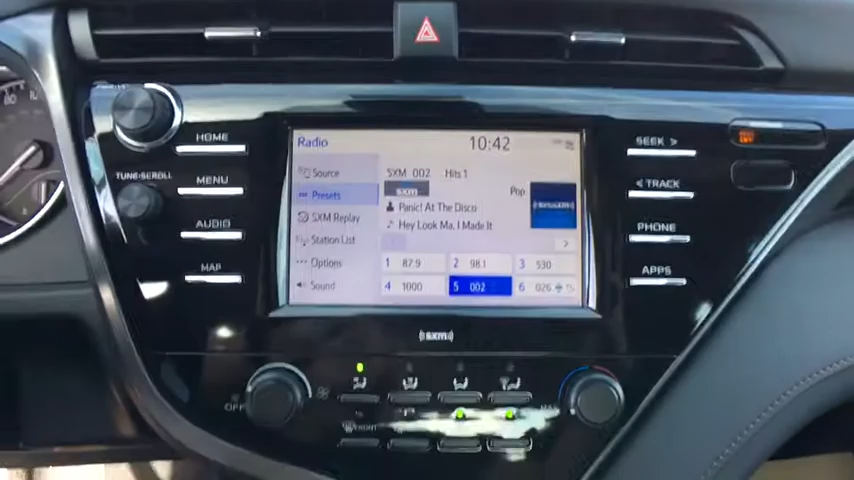 HOME
TUNE•SCROLL
MENU
AUDIO
MAP
Radio
10:42
Source
Presets
SXM Replay
Station List
Options
Sound
SXM 002 Hits 1
sxm
Pop
Panic! At The Disco
Hey Look Ma, I Made It
1 87.9
2 98.1
3 530
4 1000
5 002
6 026
SEEK >
< TRACK
PHONE
APPS
((sxm))
OFF